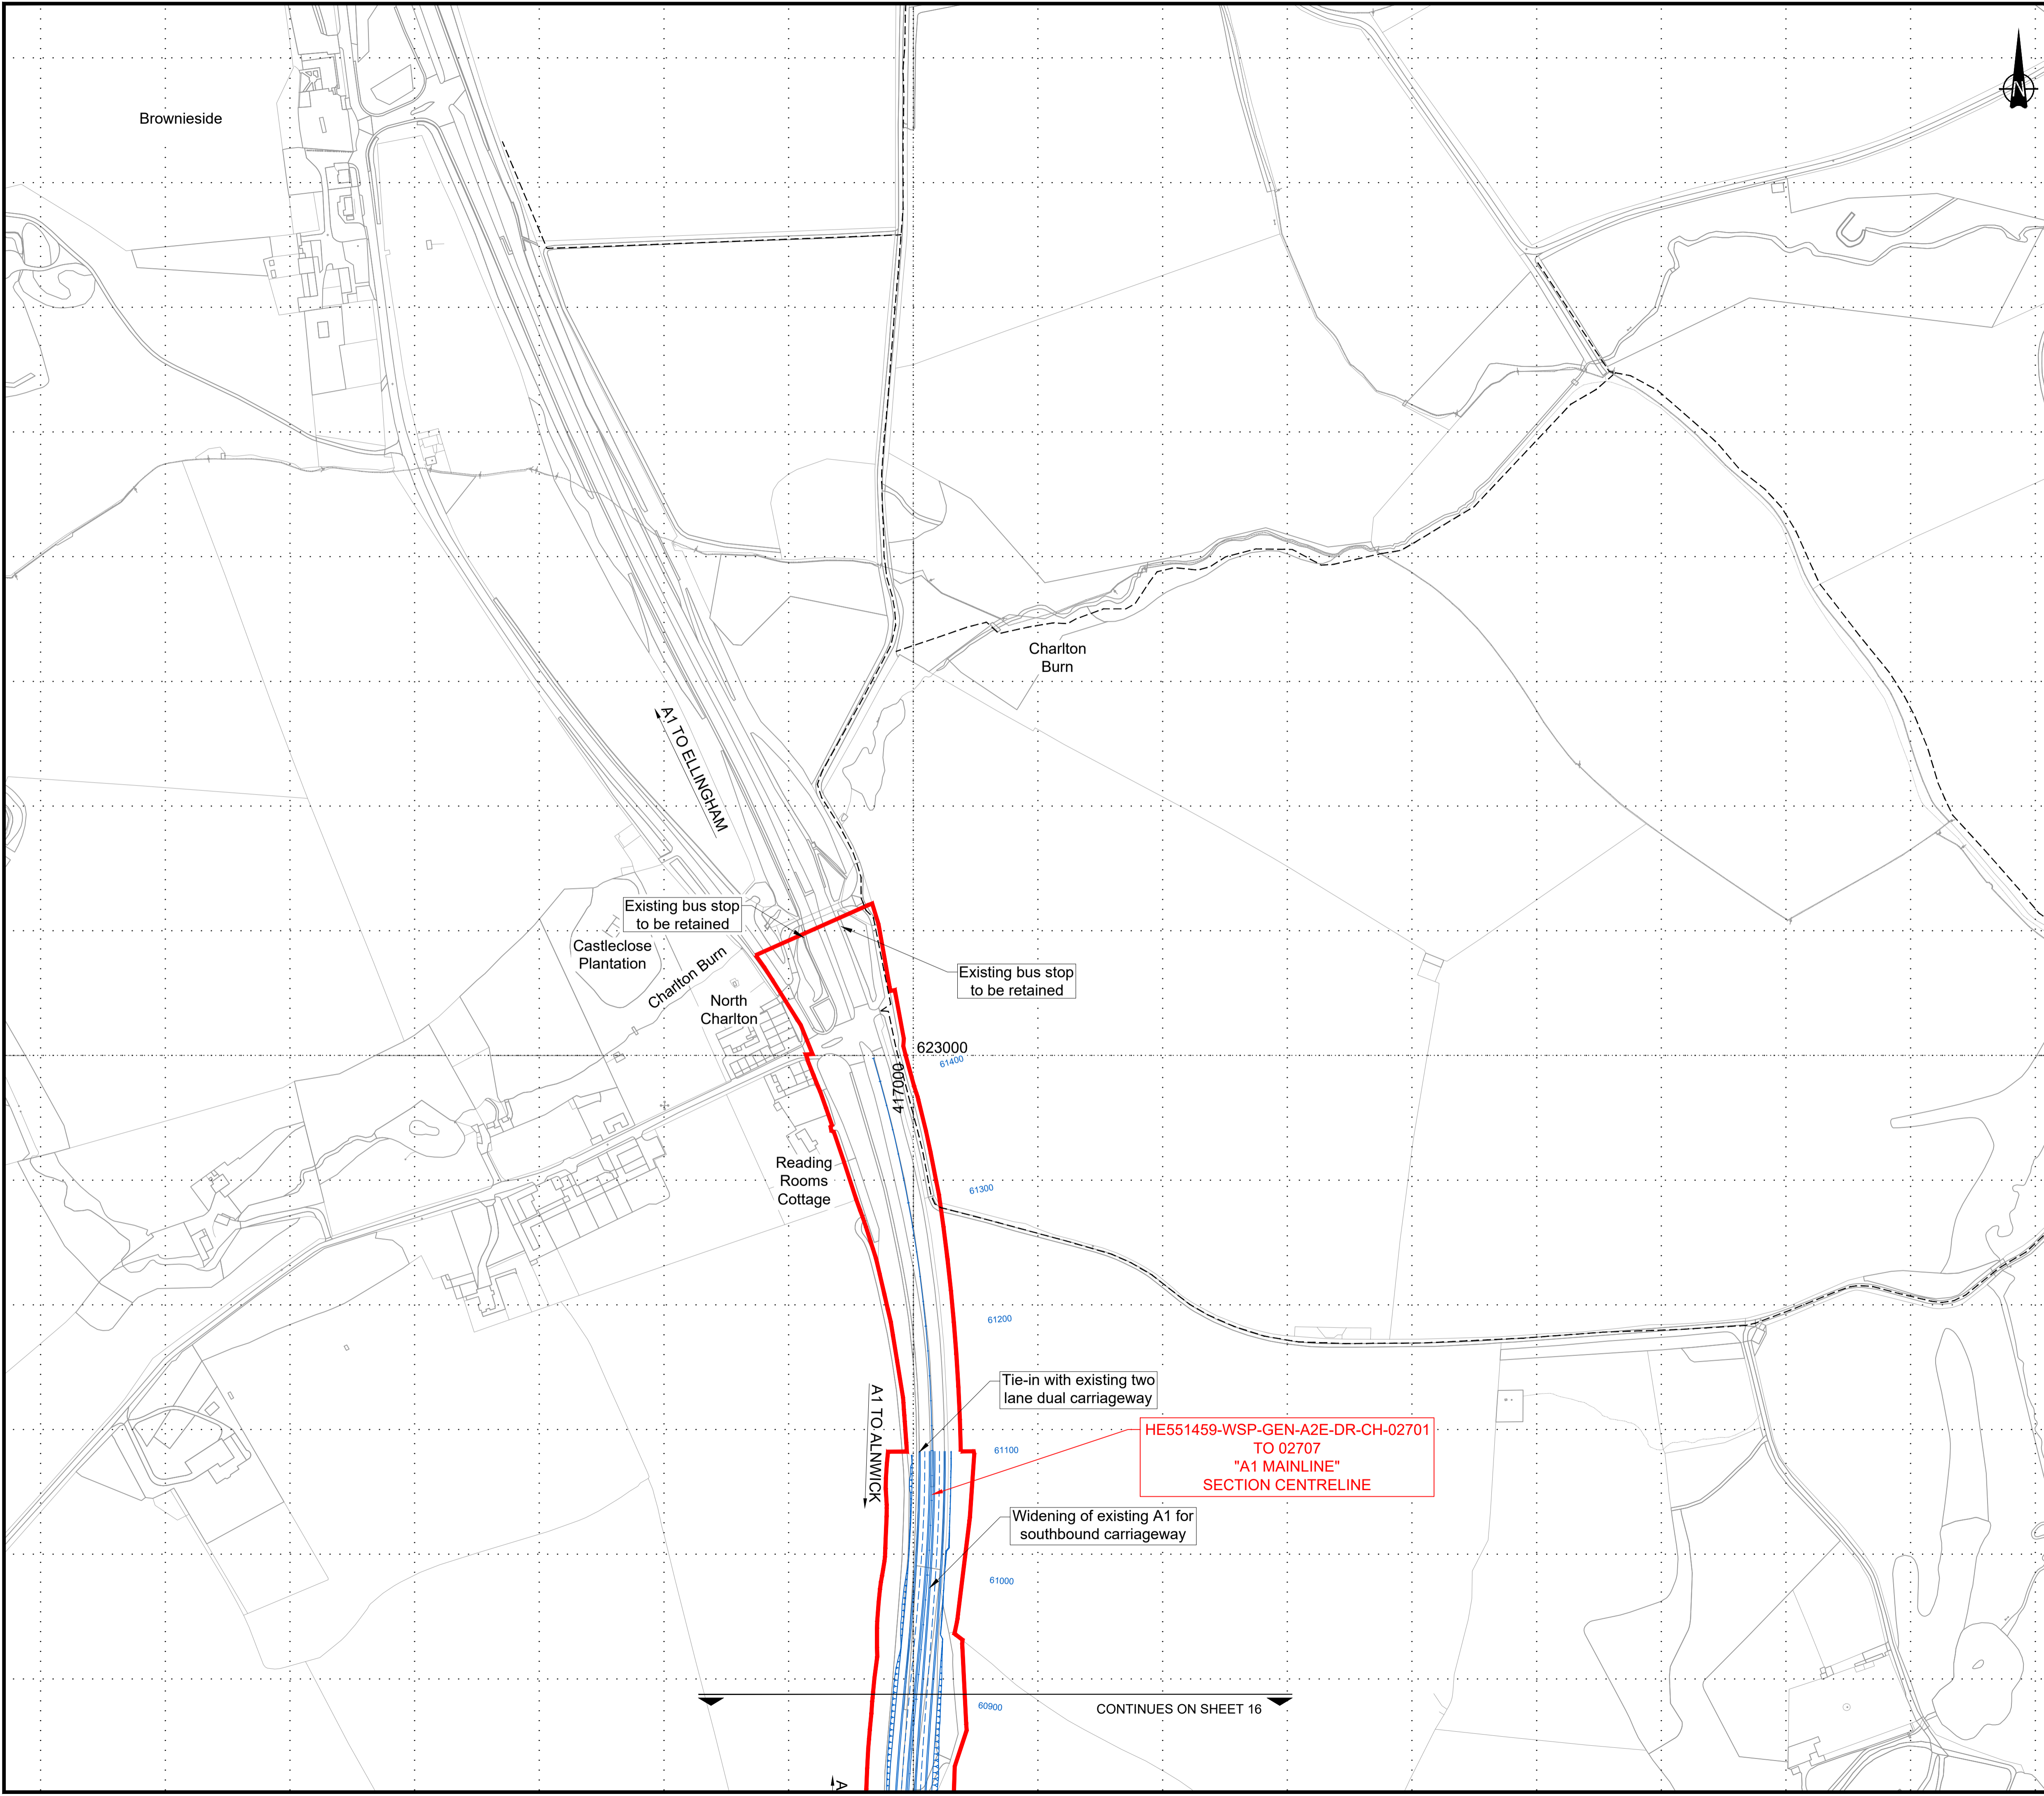 N
Brownieside
Charlton
Burn
A1 TO ELLINGHAM
Existing bus stop
to be retained
Castleclose
Plantation
Charlton Burn
North
Charlton
Existing bus stop
to be retained
623000
417000
61400
Reading
Rooms
Cottage
61300
61200
A1 TO ALNWICK
Tie-in with existing two
lane dual carriageway
HE551459-WSP-GEN-A2E-DR-CH-02701
TO 02707
"A1 MAINLINE"
SECTION CENTRELINE
61100
Widening of existing A1 for
southbound carriageway
61000
60900
CONTINUES ON SHEET 16
A